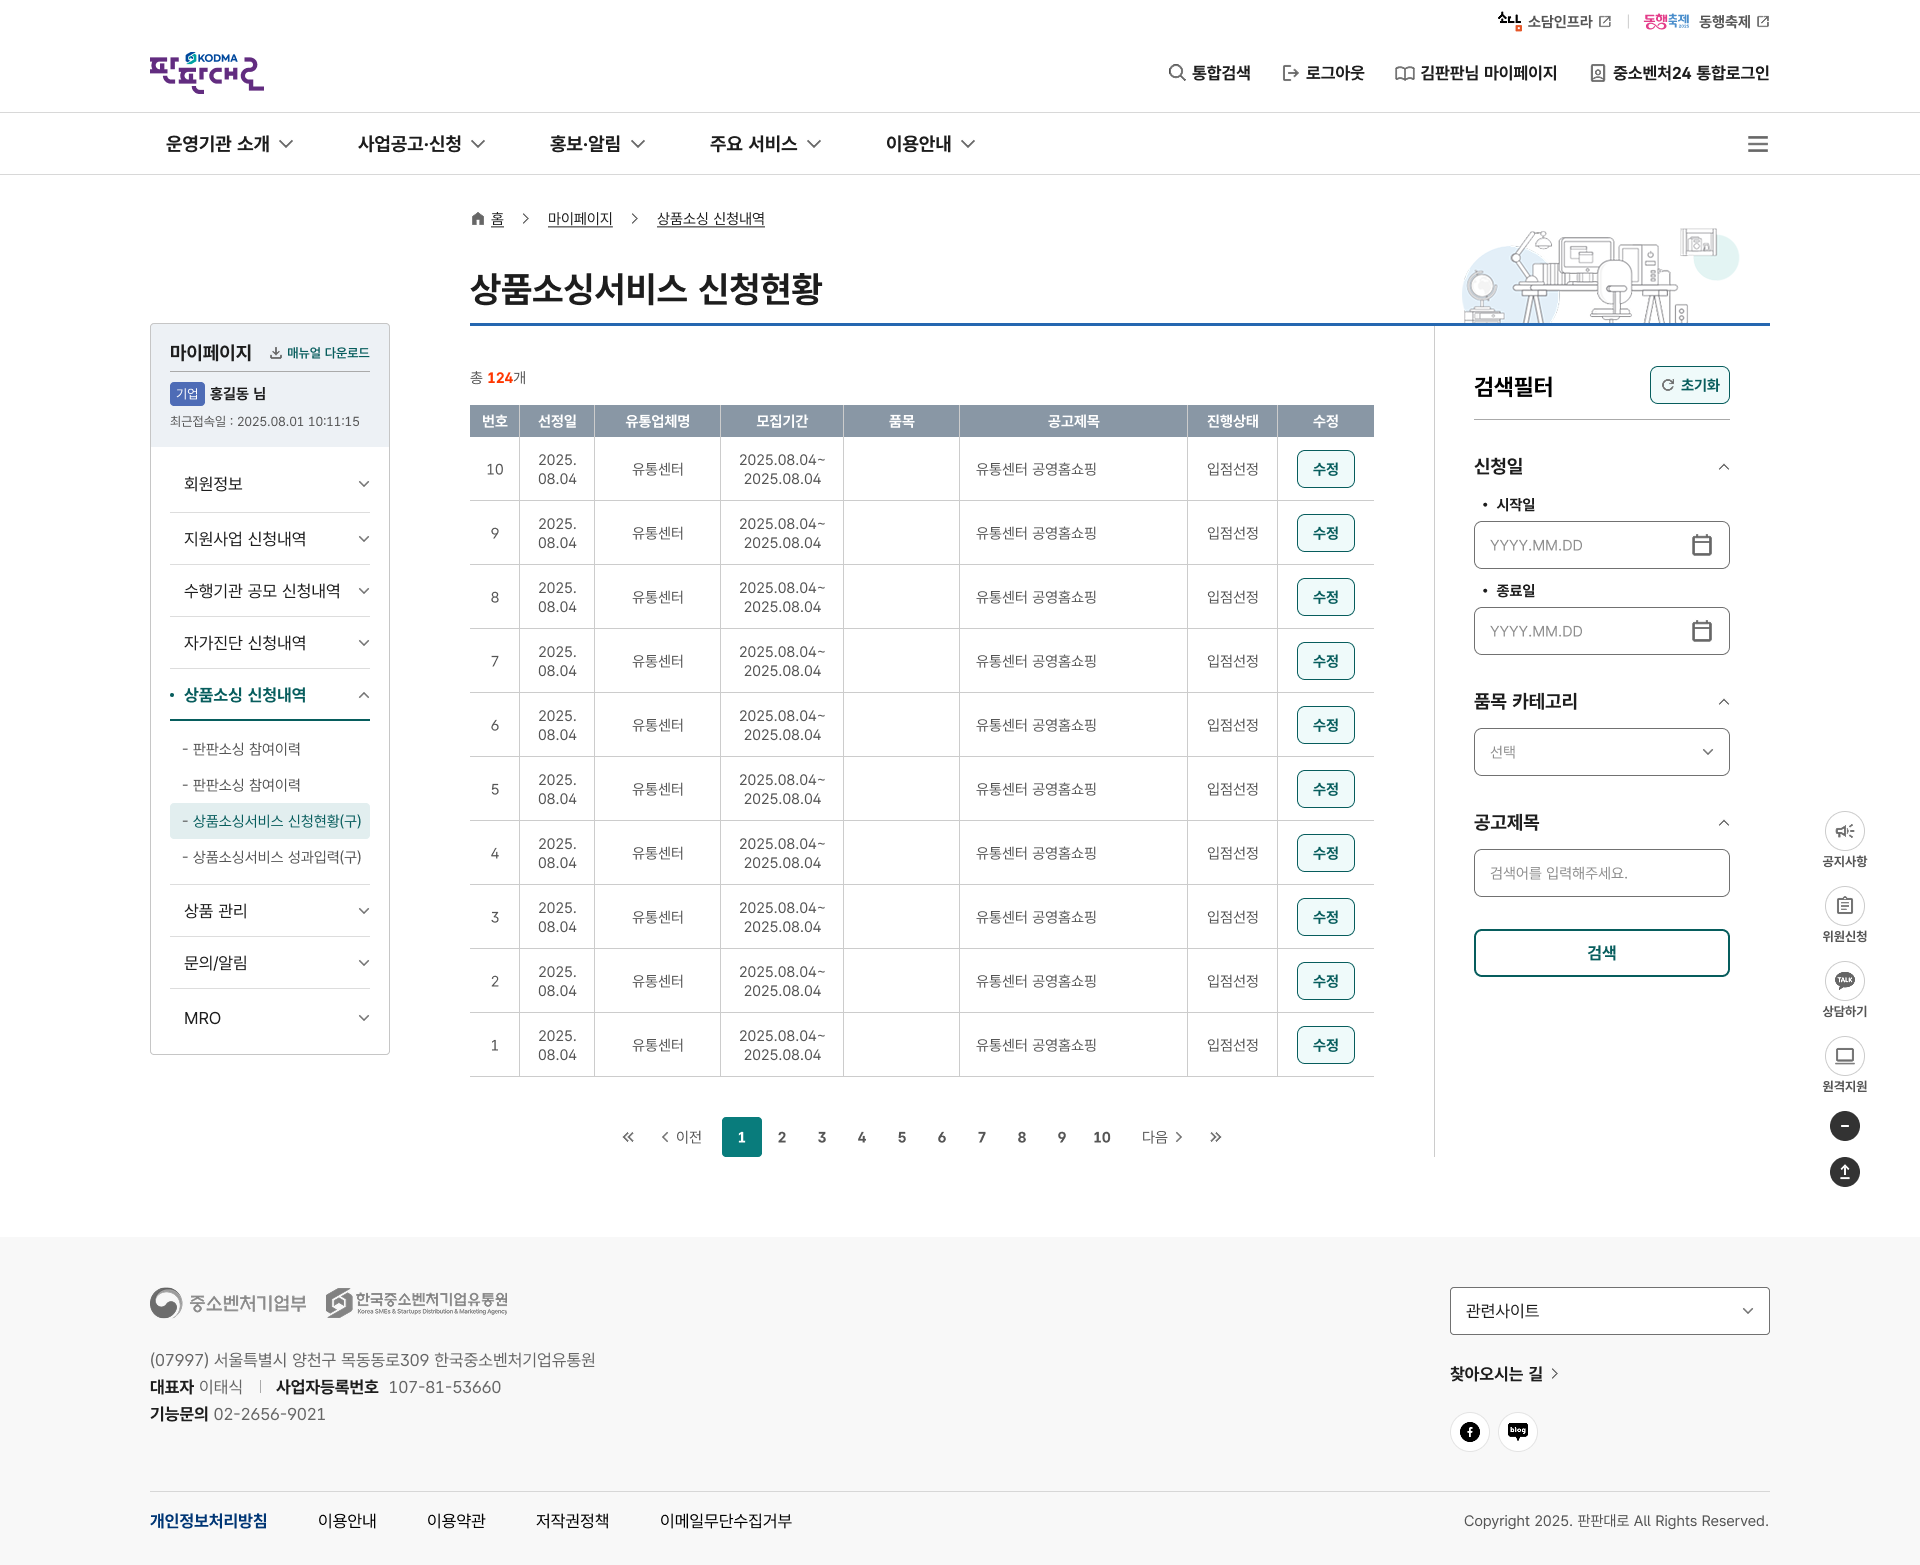 소담인프라
동행축제 동행축제
KODMA
판판대로
통합검색 로그아웃 김판판님 마이페이지 중소벤처24 통합로그인
운영기관 소개 사업공고·신청 홍보·알림 주요 서비스 이용안내
홈 마이페이지 상품소싱 신청내역
상품소싱서비스 신청현황
마이페이지 매뉴얼 다운로드
기업 홍길동 님
최근접속일 : 2025.08.01 10:11:15
회원정보
지원사업 신청내역
수행기관 공모 신청내역
자가진단 신청내역
• 상품소싱 신청내역
- 판판소싱 참여이력
- 판판소싱 참여이력
- 상품소싱서비스 신청현황(구)
- 상품소싱서비스 성과입력(구)
상품 관리
문의/알림
MRO
총 124개
번호 선정일 유통업체명 모집기간 품목 공고제목 진행상태 수정
10 2025.08.04 유통센터 2025.08.04~2025.08.04 유통센터 공영홈쇼핑 입점선정 수정
9 2025.08.04 유통센터 2025.08.04~2025.08.04 유통센터 공영홈쇼핑 입점선정 수정
8 2025.08.04 유통센터 2025.08.04~2025.08.04 유통센터 공영홈쇼핑 입점선정 수정
7 2025.08.04 유통센터 2025.08.04~2025.08.04 유통센터 공영홈쇼핑 입점선정 수정
6 2025.08.04 유통센터 2025.08.04~2025.08.04 유통센터 공영홈쇼핑 입점선정 수정
5 2025.08.04 유통센터 2025.08.04~2025.08.04 유통센터 공영홈쇼핑 입점선정 수정
4 2025.08.04 유통센터 2025.08.04~2025.08.04 유통센터 공영홈쇼핑 입점선정 수정
3 2025.08.04 유통센터 2025.08.04~2025.08.04 유통센터 공영홈쇼핑 입점선정 수정
2 2025.08.04 유통센터 2025.08.04~2025.08.04 유통센터 공영홈쇼핑 입점선정 수정
1 2025.08.04 유통센터 2025.08.04~2025.08.04 유통센터 공영홈쇼핑 입점선정 수정
이전 1 2 3 4 5 6 7 8 9 10 다음
검색필터 초기화
신청일
• 시작일
YYYY.MM.DD
• 종료일
YYYY.MM.DD
품목 카테고리
선택
공고제목
검색어를 입력해주세요.
검색
공지사항
위원신청
TALK
상담하기
원격지원
중소벤처기업부 한국중소벤처기업유통원
Korea SMEs & Startups Distribution & Marketing Agency
(07997) 서울특별시 양천구 목동동로309 한국중소벤처기업유통원
대표자 이태식 사업자등록번호 107-81-53660
기능문의 02-2656-9021
관련사이트
찾아오시는 길
blog
개인정보처리방침 이용안내 이용약관 저작권정책 이메일무단수집거부
Copyright 2025. 판판대로 All Rights Reserved.